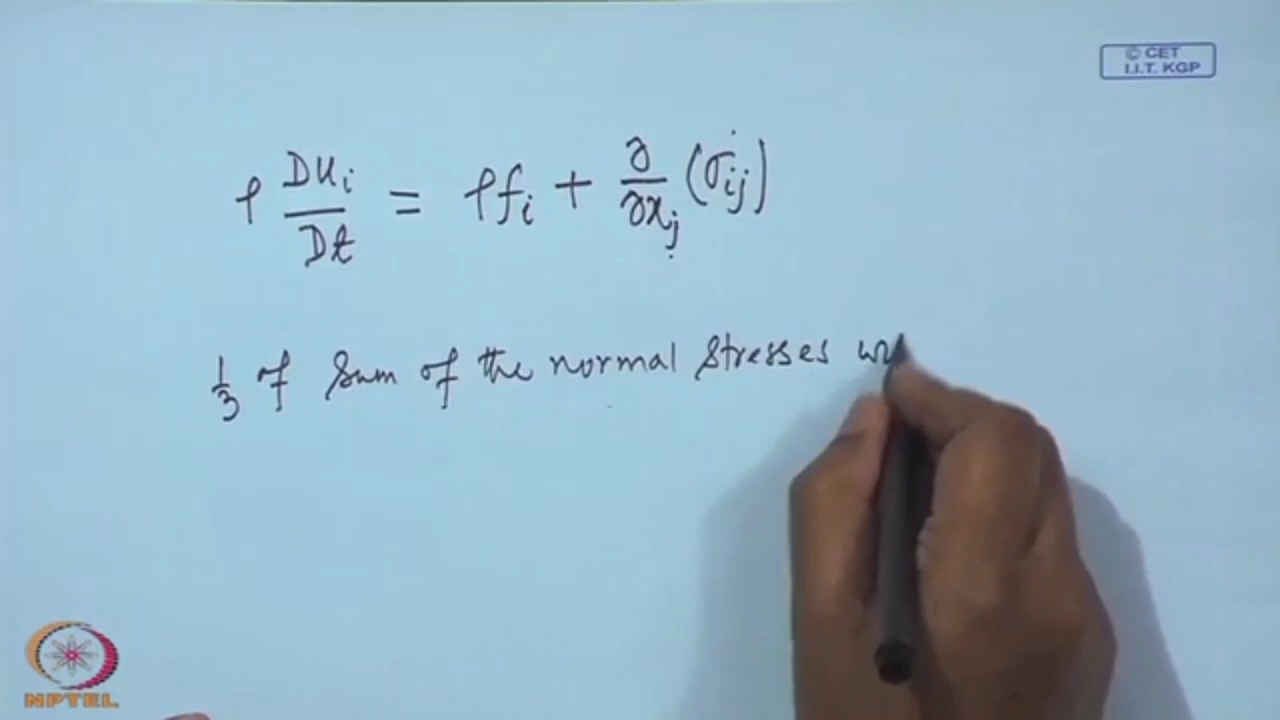 © CET
I.I.T. KGP
ρ Du_i/Dt = ρf_i + ∂/∂x_j (σ_ij)
1/3 of sum of the normal stresses
NPTEL